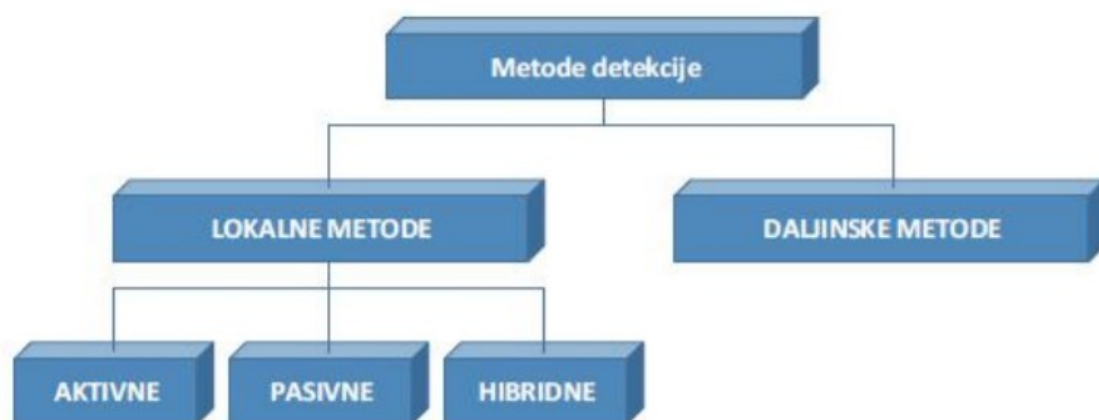 Metode detekcije
LOKALNE METODE
DALJINSKE METODE
AKTIVNE
PASIVNE
HIBRIDNE